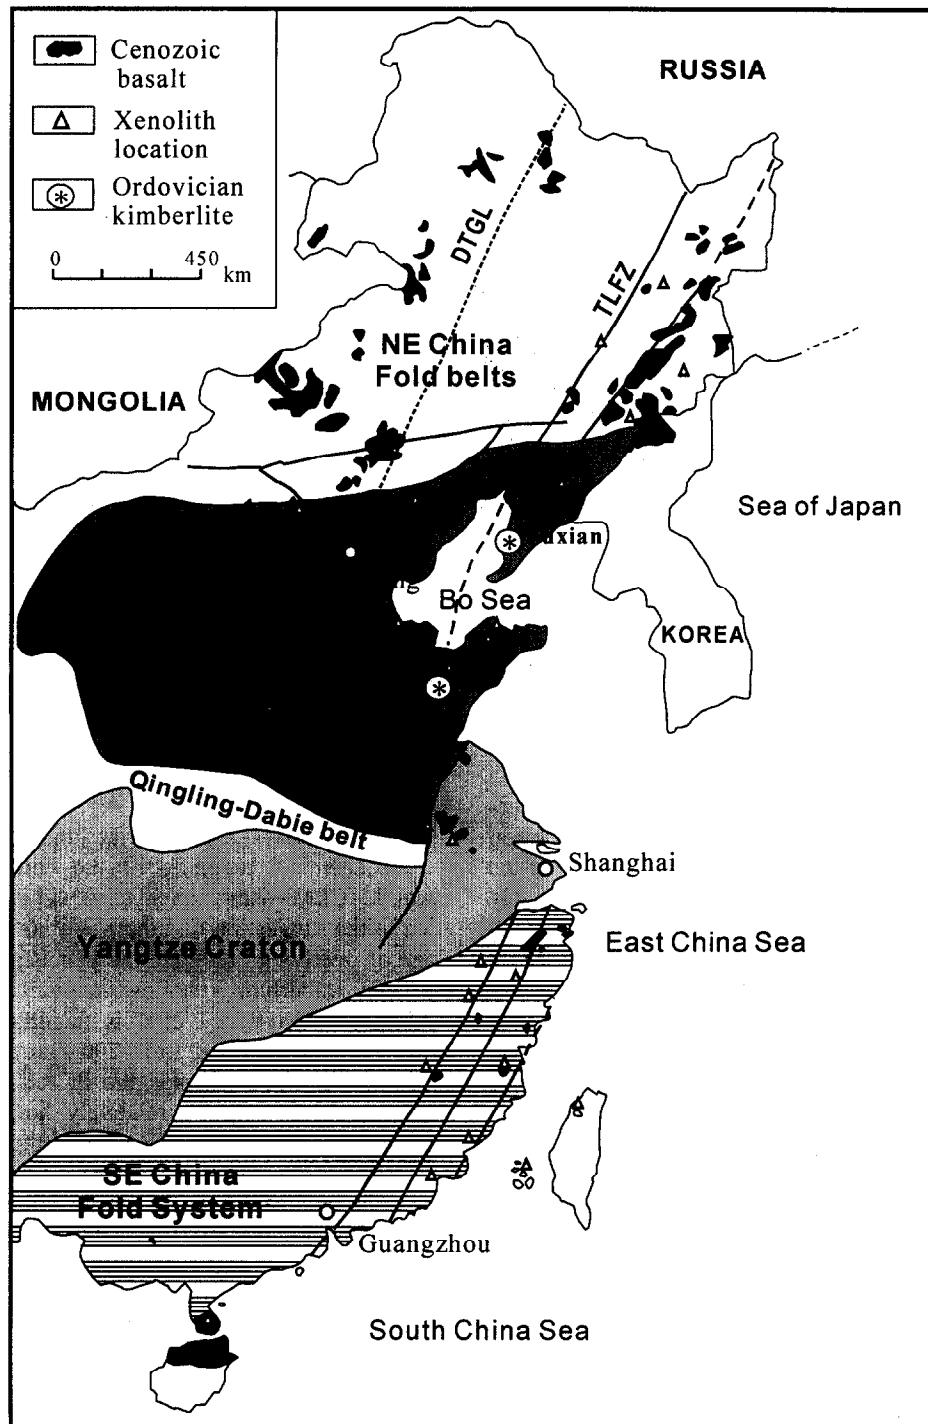 Cenozoic
basalt
Xenolith
location
Ordovician
kimberlite
0 450
km
RUSSIA
DTGL
TLFZ
NE China
Fold belts
MONGOLIA
Sea of Japan
Bo Sea
KOREA
Qingling-Dabie belt
Shanghai
Yangtze Craton
East China Sea
SE China
Fold System
Guangzhou
South China Sea